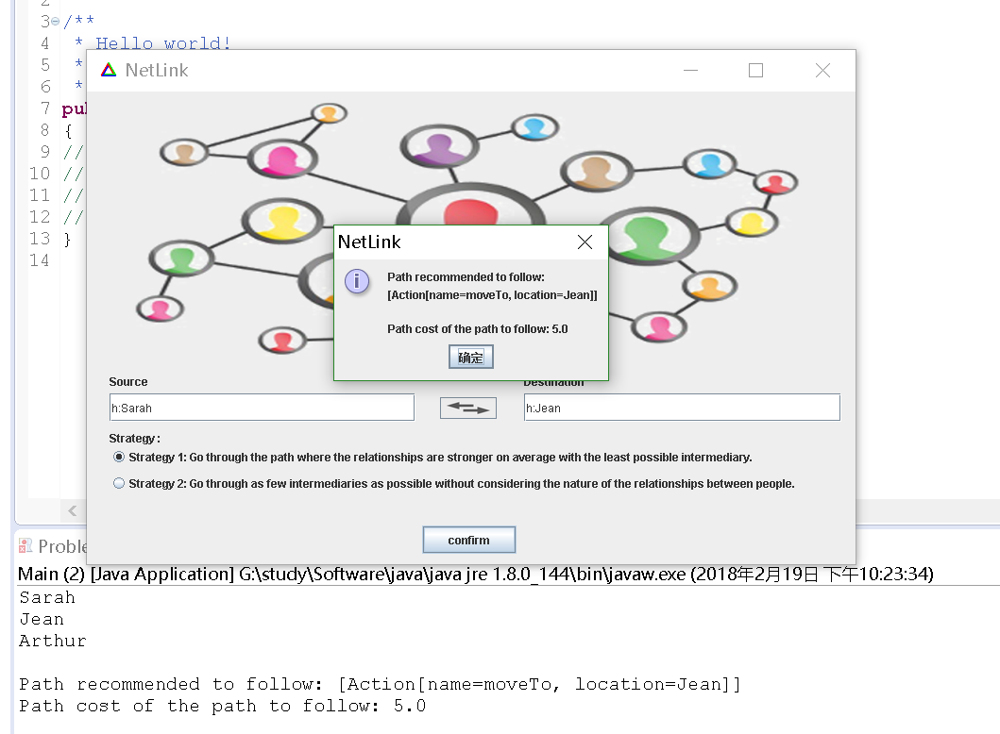 2
3 /**
4 * Hello world!
5 *
6 *
7
8 {
9 //
10 //
11 //
12 //
13 }
14
NetLink
NetLink
Path recommended to follow:
[Action[name=moveTo, location=Jean]]
Path cost of the path to follow: 5.0
确定
Source
Destination
h:Sarah
h:Jean
Strategy :
Strategy 1: Go through the path where the relationships are stronger on average with the least possible intermediary.
Strategy 2: Go through as few intermediaries as possible without considering the nature of the relationships between people.
confirm
Main (2) [Java Application] G:\study\Software\java\java jre 1.8.0_144\bin\javaw.exe (2018年2月19日 下午10:23:34)
Sarah
Jean
Arthur
Path recommended to follow: [Action[name=moveTo, location=Jean]]
Path cost of the path to follow: 5.0